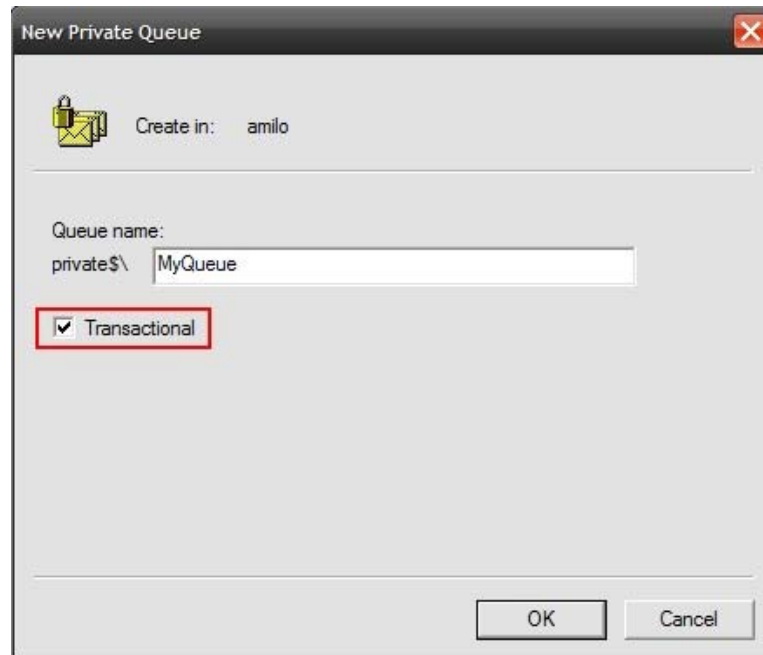 New Private Queue
Create in: amilo
Queue name:
private$\ MyQueue
Transactional
OK Cancel